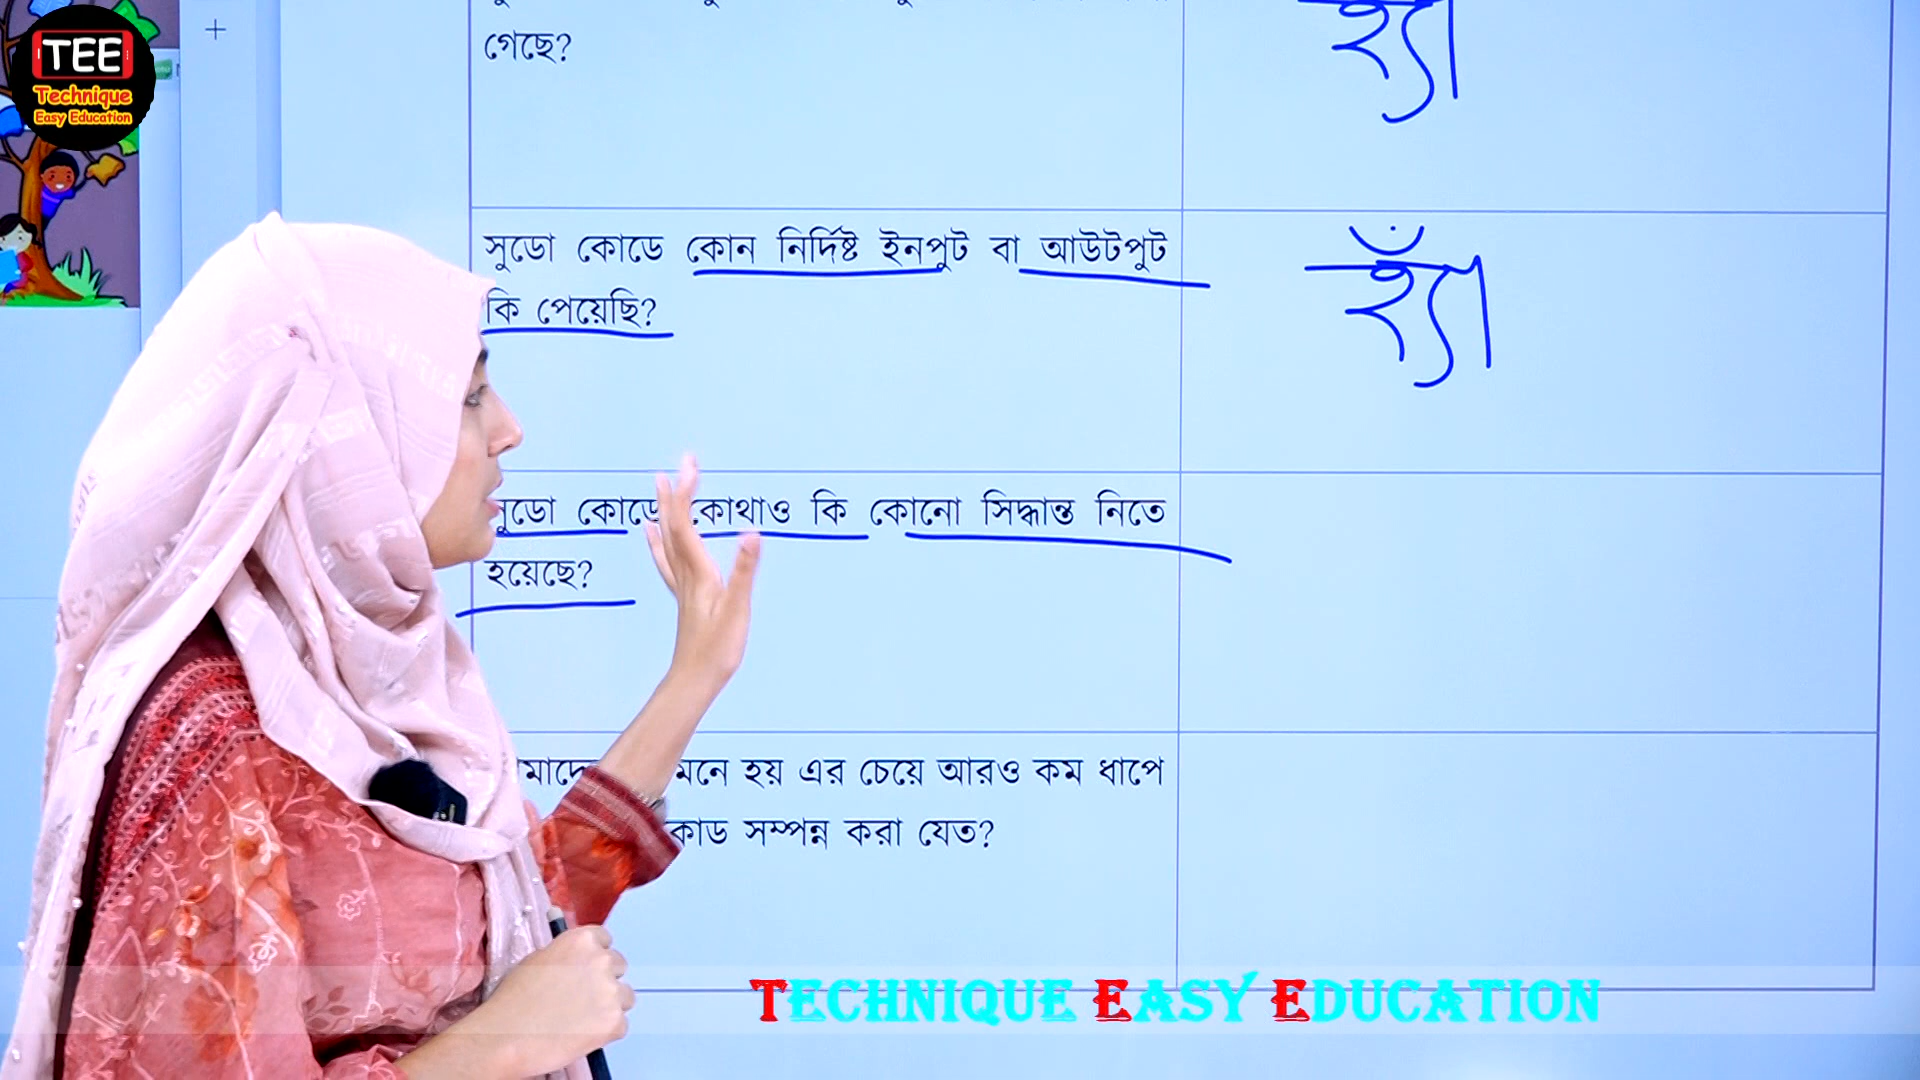 TEE
Technique
Easy Education
গেছে?
হ্যাঁ
সুডো কোডে কোন নির্দিষ্ট ইনপুট বা আউটপুট
কি পেয়েছি?
হ্যাঁ
সুডো কোডে কোথাও কি কোনো সিদ্ধান্ত নিতে
হয়েছে?
মনে হয় এর চেয়ে আরও কম ধাপে
সম্পন্ন করা যেত?
TECHNIQUE EASY EDUCATION